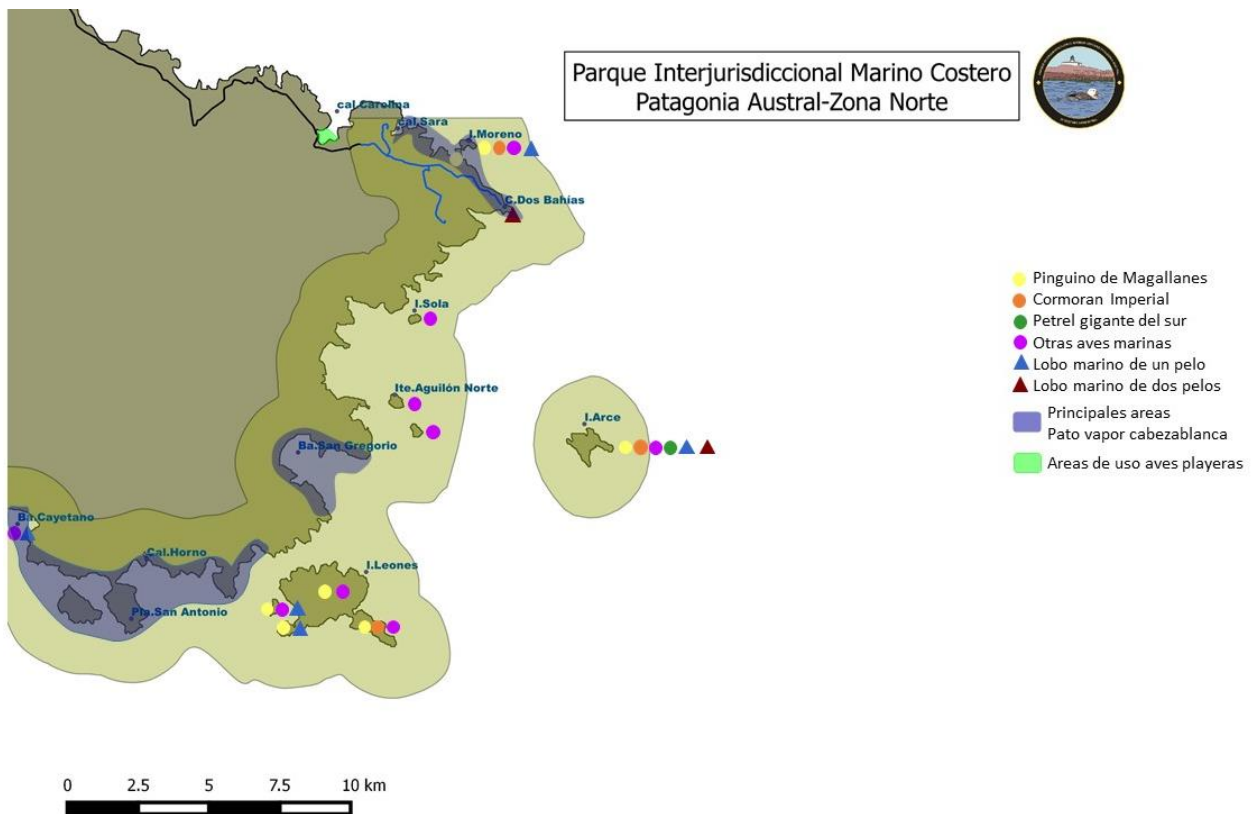 Parque Interjurisdiccional Marino Costero
Patagonia Austral-Zona Norte
cal.Carolina
cal.Sara
I.Moreno
C.Dos Bahías
I.Sola
Ite.Aguilón Norte
I.Arce
Ba.San Gregorio
Ba.Cayetano
Cal.Horno
I.Leones
Pla.San Antonio
Pinguino de Magallanes
Cormoran Imperial
Petrel gigante del sur
Otras aves marinas
Lobo marino de un pelo
Lobo marino de dos pelos
Principales areas
Pato vapor cabezablanca
Areas de uso aves playeras
0 2.5 5 7.5 10 km